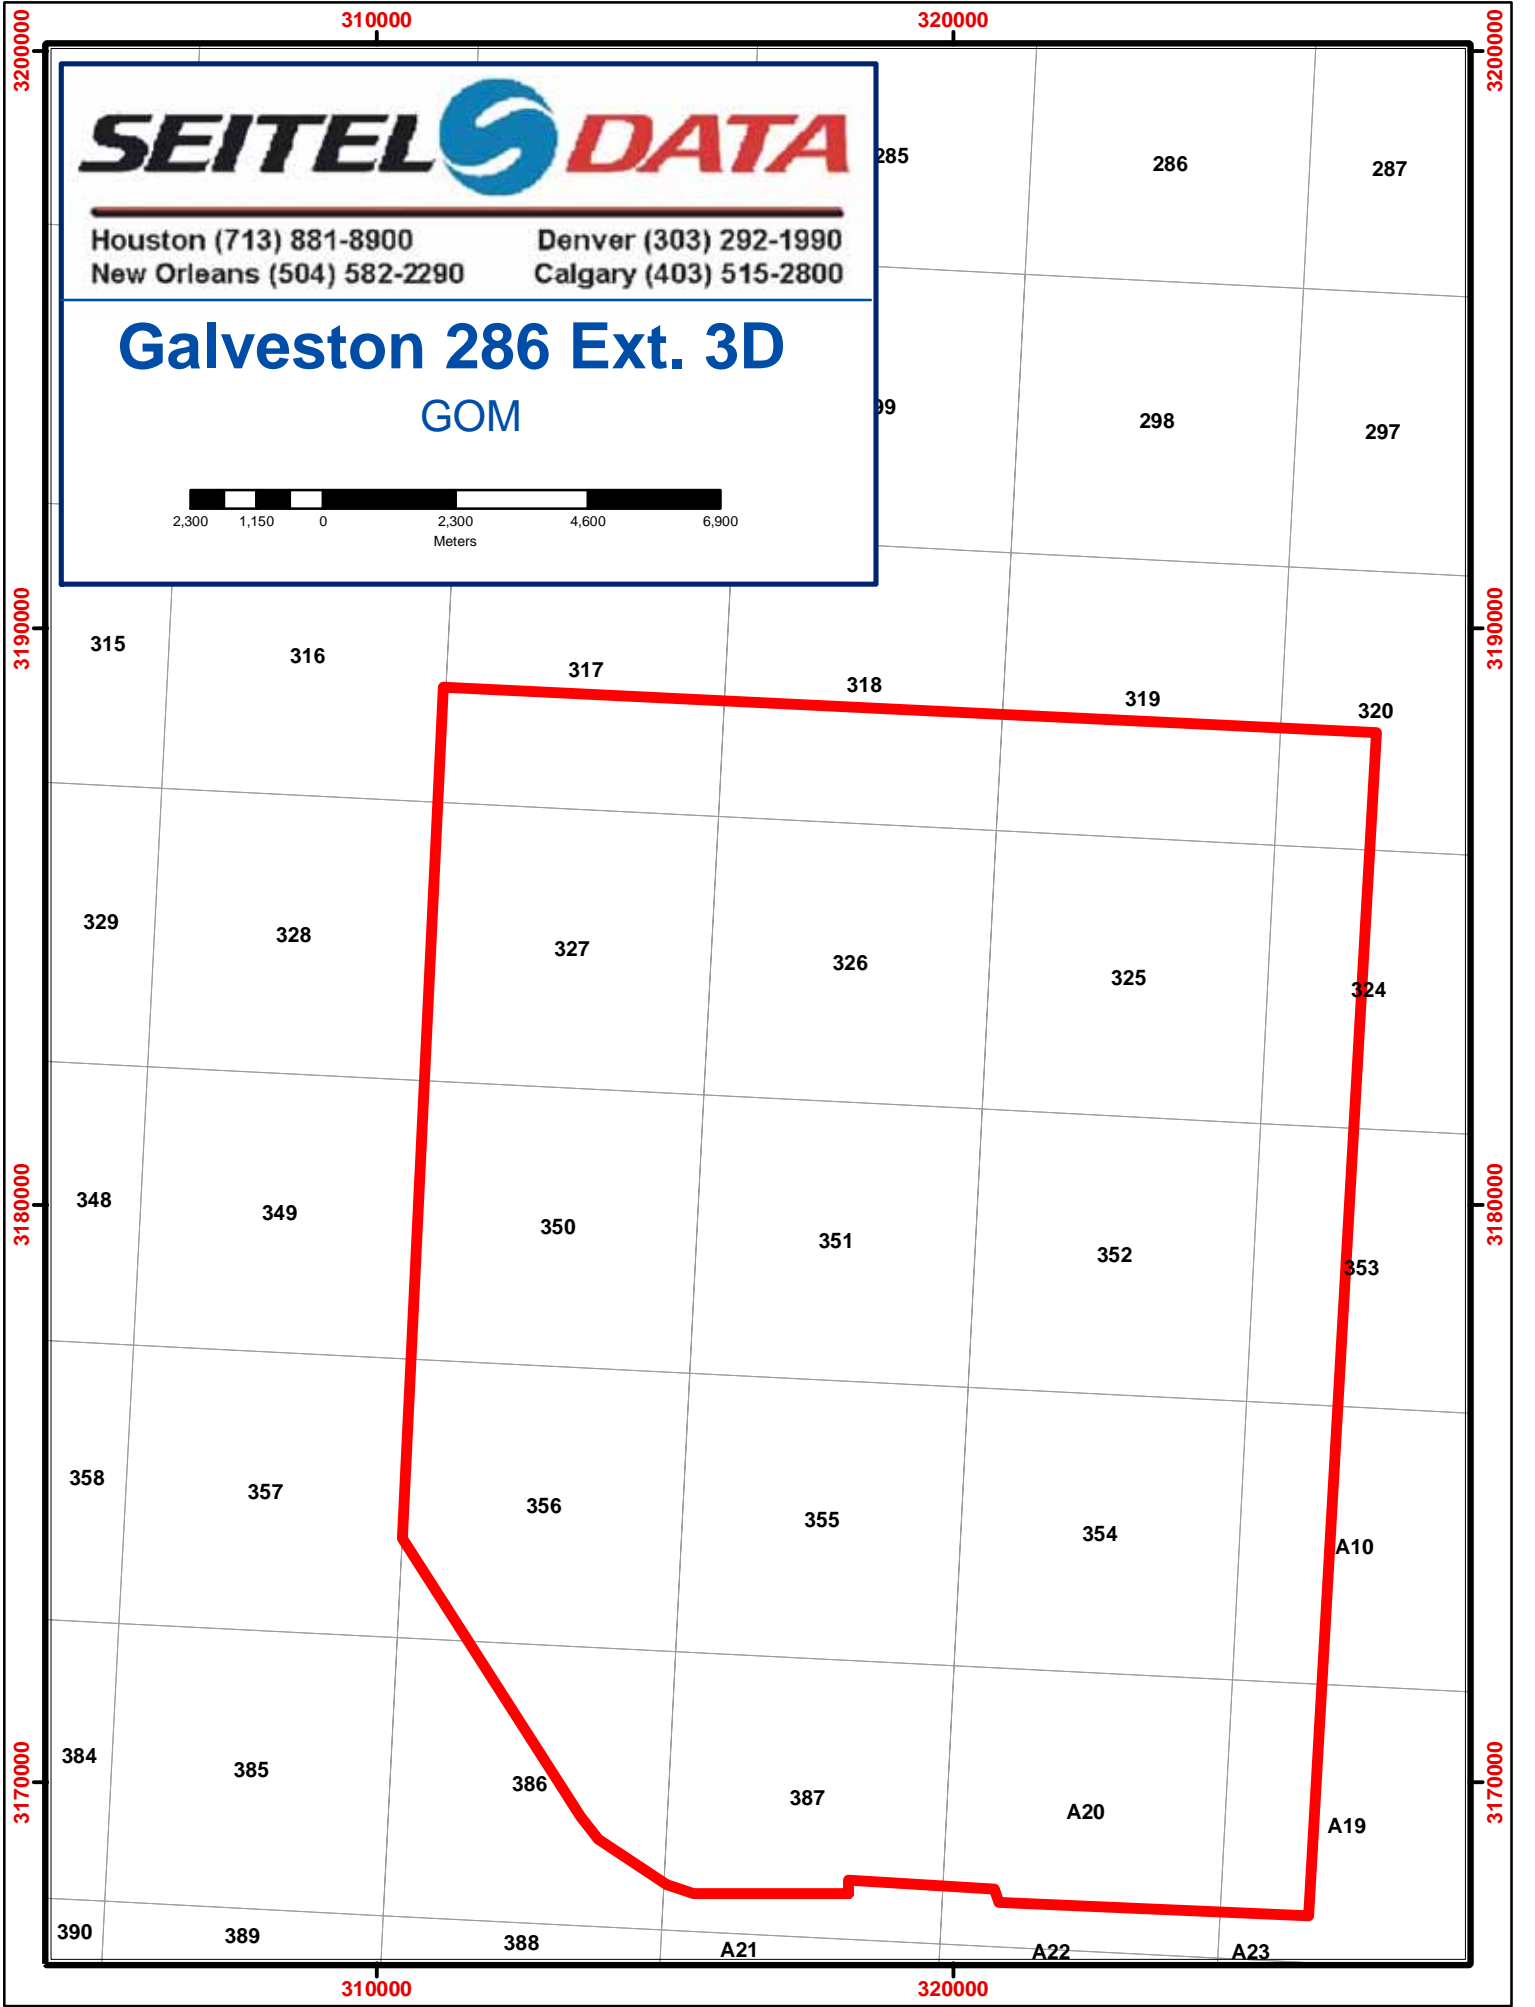 310000 320000
3200000 3200000
SEITEL DATA
Houston (713) 881-8900 Denver (303) 292-1990
New Orleans (504) 582-2290 Calgary (403) 515-2800
Galveston 286 Ext. 3D
GOM
2,300 1,150 0 2,300 4,600 6,900
Meters
285 286 287
99 298 297
3190000 3190000
315 316 317 318 319 320
329 328 327 326 325 324
3180000 3180000
348 349 350 351 352 353
358 357 356 355 354 A10
3170000 3170000
384 385 386 387 A20 A19
390 389 388 A21 A22 A23
310000 320000